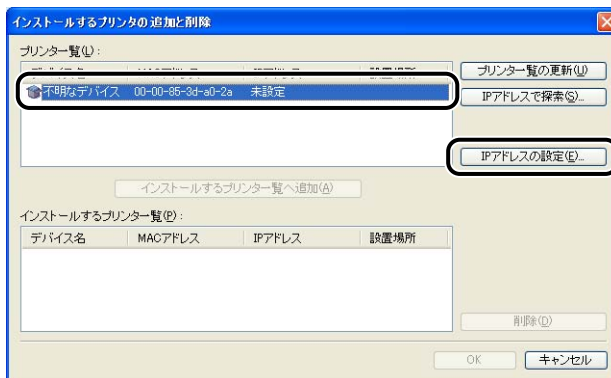 インストールするプリンタの追加と削除
プリンタ一覧(L):
プリンタ一覧の更新(U)
不明なデバイス 00-00-85-3d-a0-2a 未設定
IPアドレスで探索(S)...
IPアドレスの設定(E)...
インストールするプリンタ一覧へ追加(A)
インストールするプリンタ一覧(P):
デバイス名 MACアドレス IPアドレス 設置場所
削除(D)
OK キャンセル